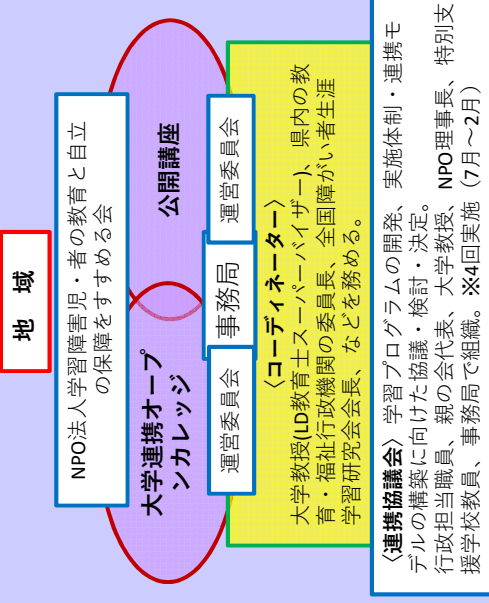 地 域
NPO法人学習障害児・者の教育と自立
の保障をすすめる会
大学連携オープ
ンカレッジ
公開講座
運営委員会
事務局
運営委員会
〈コーディネーター〉
大学教授(LD教育士スーパーバイザー)、県内の教
育・福祉行政機関の委員長、全国障がい者生涯
学習研究会会長、などを務める。
〈連携協議会〉学習プログラムの開発、実施体制・連携モ
デルの構築に向けた協議・検討・決定。
行政担当職員、親の会代表、大学教授、NPO理事長、特別支
援学校教員、事務局で組織。※4回実施（7月～2月）